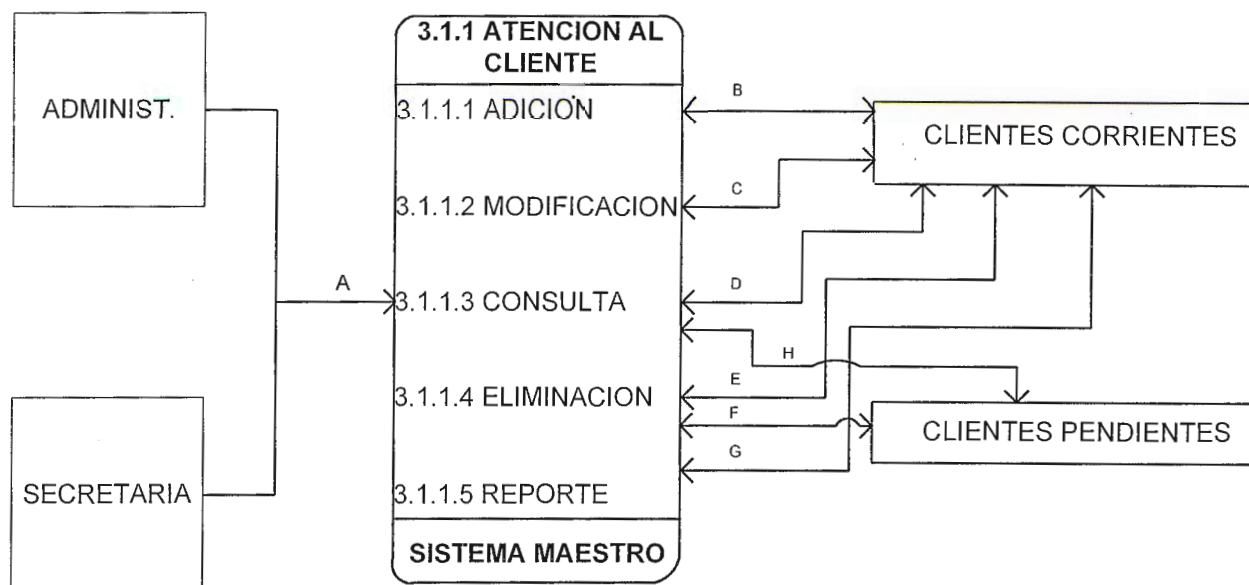 3.1.1 ATENCION AL
CLIENTE
ADMINIST.
3.1.1.1 ADICION
B
CLIENTES CORRIENTES
3.1.1.2 MODIFICACION
C
A
3.1.1.3 CONSULTA
D
H
3.1.1.4 ELIMINACION
E
F
CLIENTES PENDIENTES
G
SECRETARIA
3.1.1.5 REPORTE
SISTEMA MAESTRO